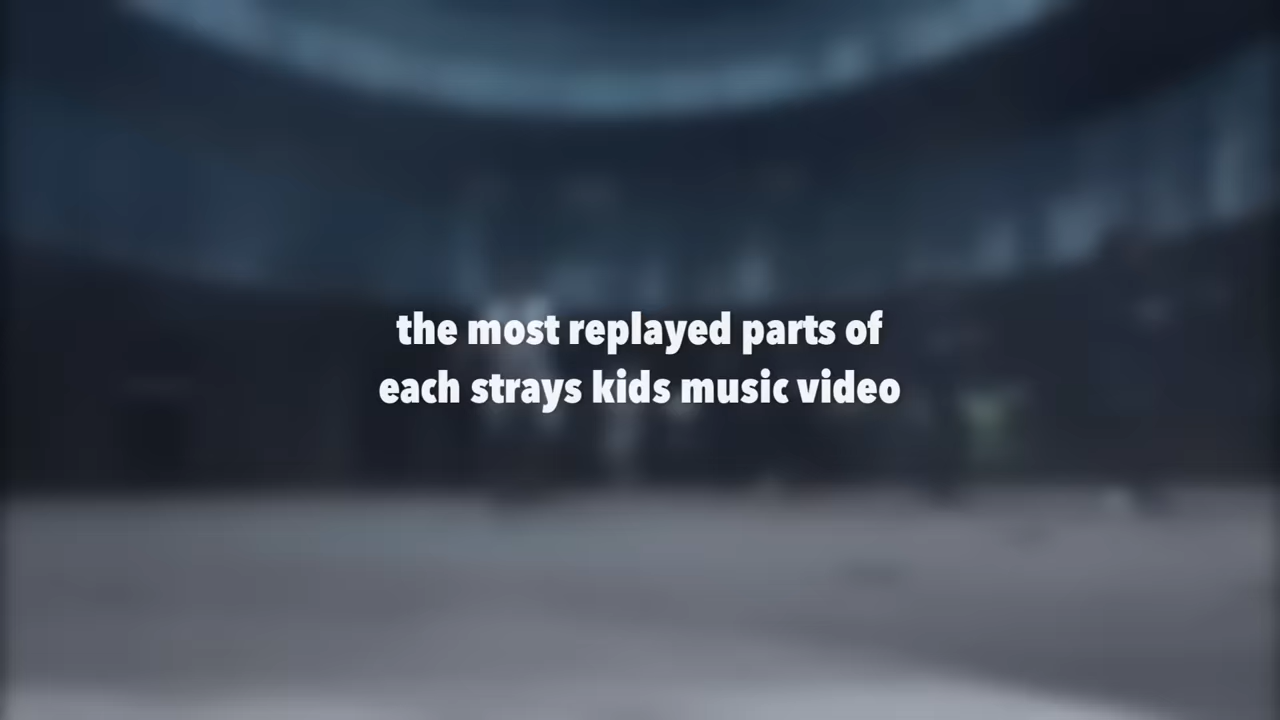 the most replayed parts of
each strays kids music video